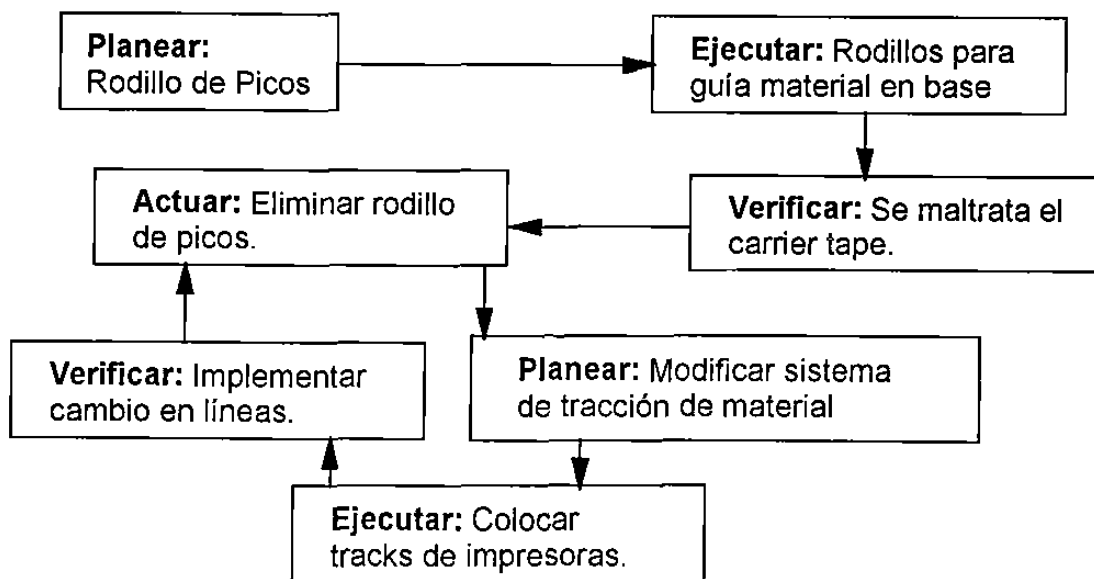 Planear:
Rodillo de Picos
Ejecutar: Rodillos para
guía material en base
Actuar: Eliminar rodillo
de picos.
Verificar: Se maltrata el
carrier tape.
Verificar: Implementar
cambio en líneas.
Planear: Modificar sistema
de tracción de material
Ejecutar: Colocar
tracks de impresoras.